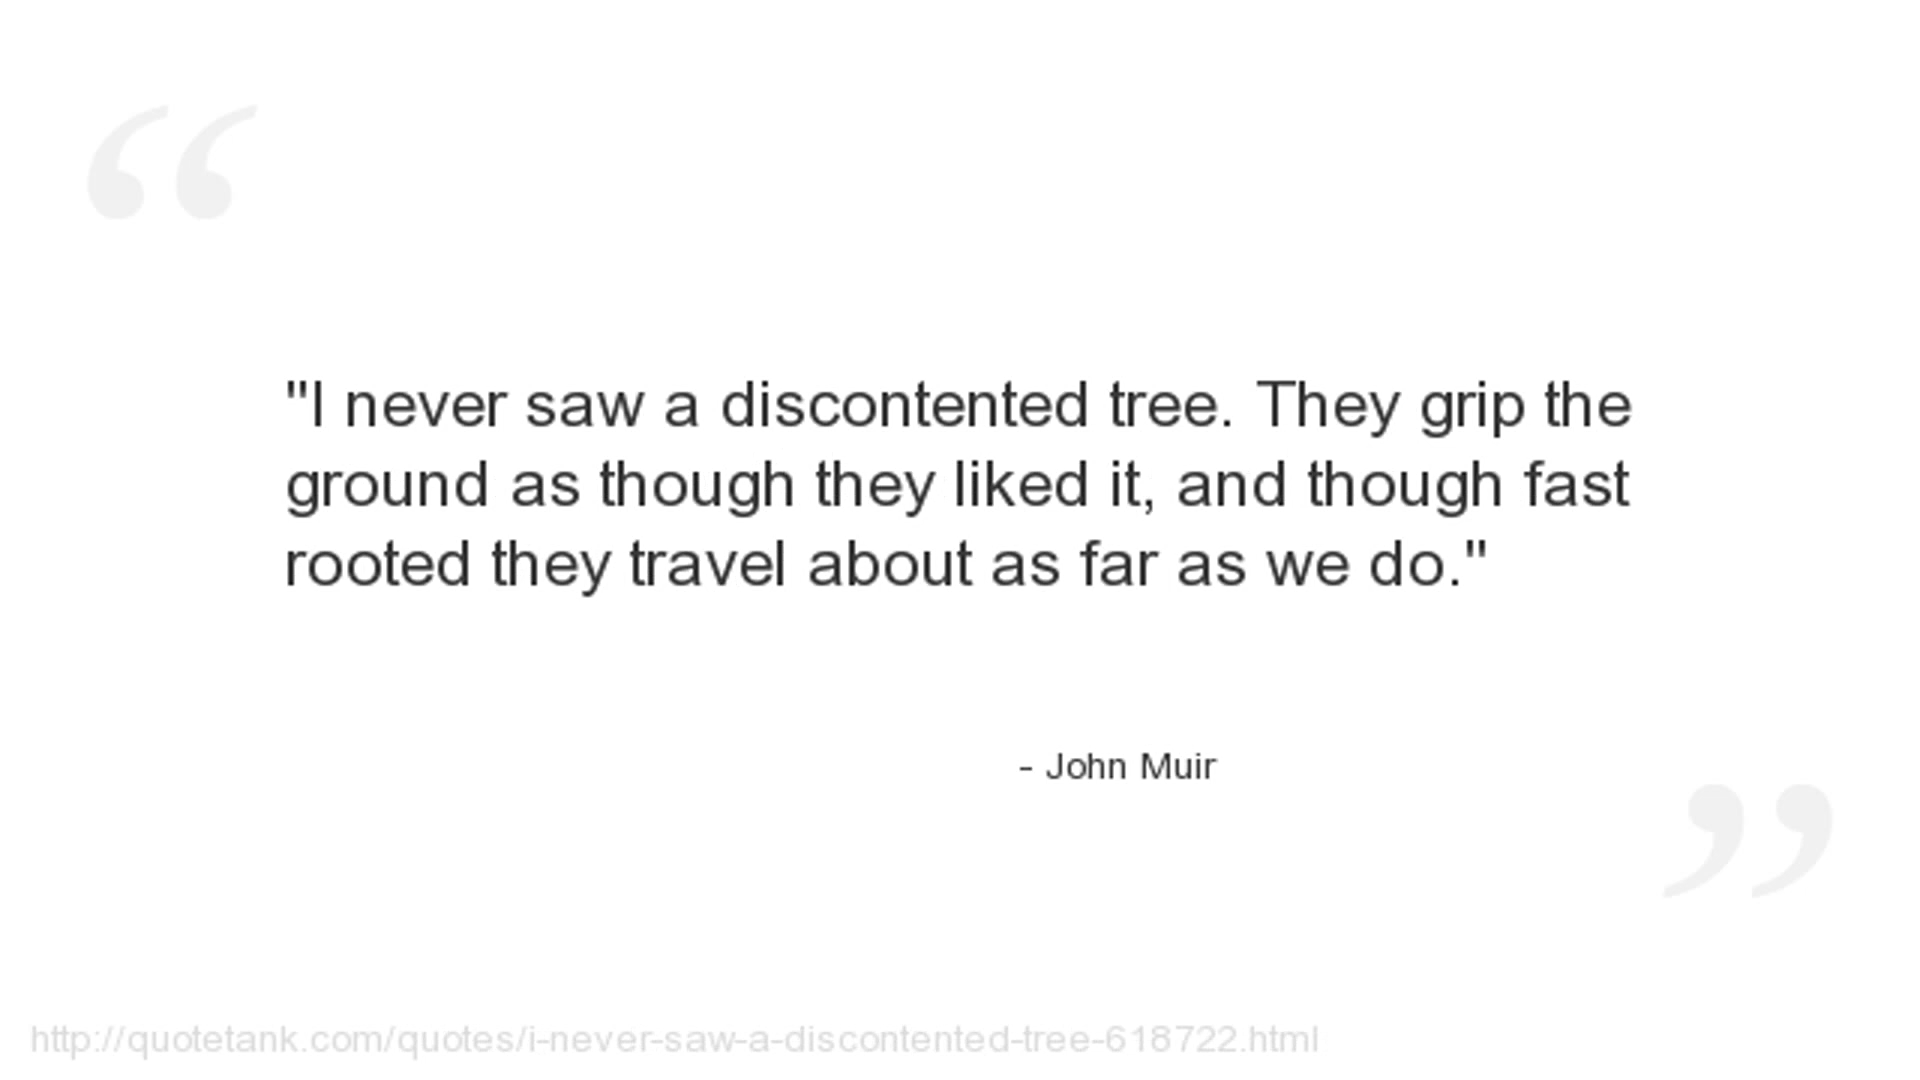 "I never saw a discontented tree. They grip the
ground as though they liked it, and though fast
rooted they travel about as far as we do."
- John Muir
http://quotetank.com/quotes/i-never-saw-a-discontented-tree-618722.html